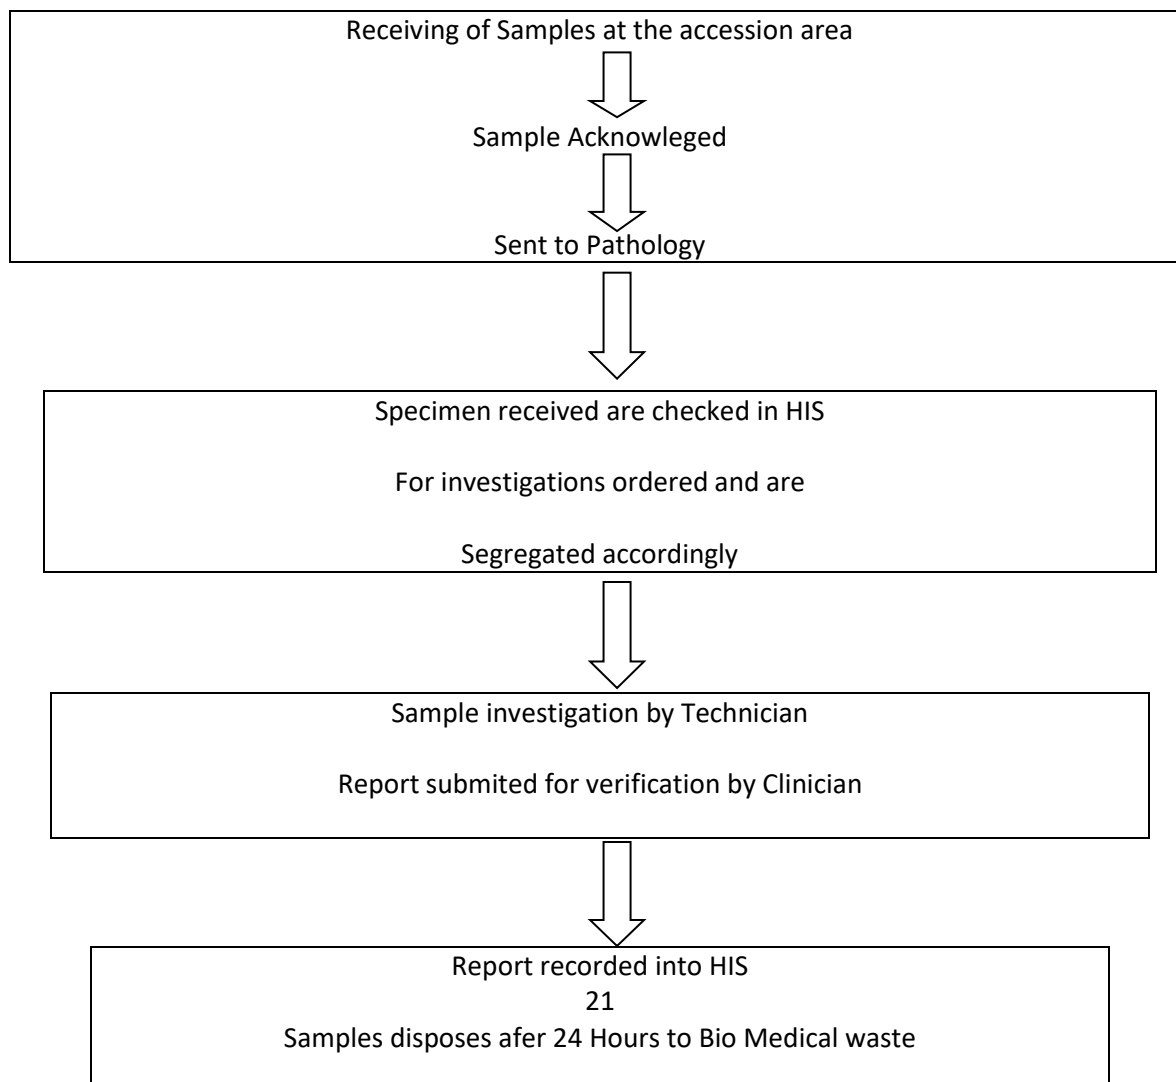 Receiving of Samples at the accession area
Sample Acknowleged
Sent to Pathology
Specimen received are checked in HIS
For investigations ordered and are
Segregated accordingly
Sample investigation by Technician
Report submited for verification by Clinician
Report recorded into HIS
21
Samples disposes afer 24 Hours to Bio Medical waste